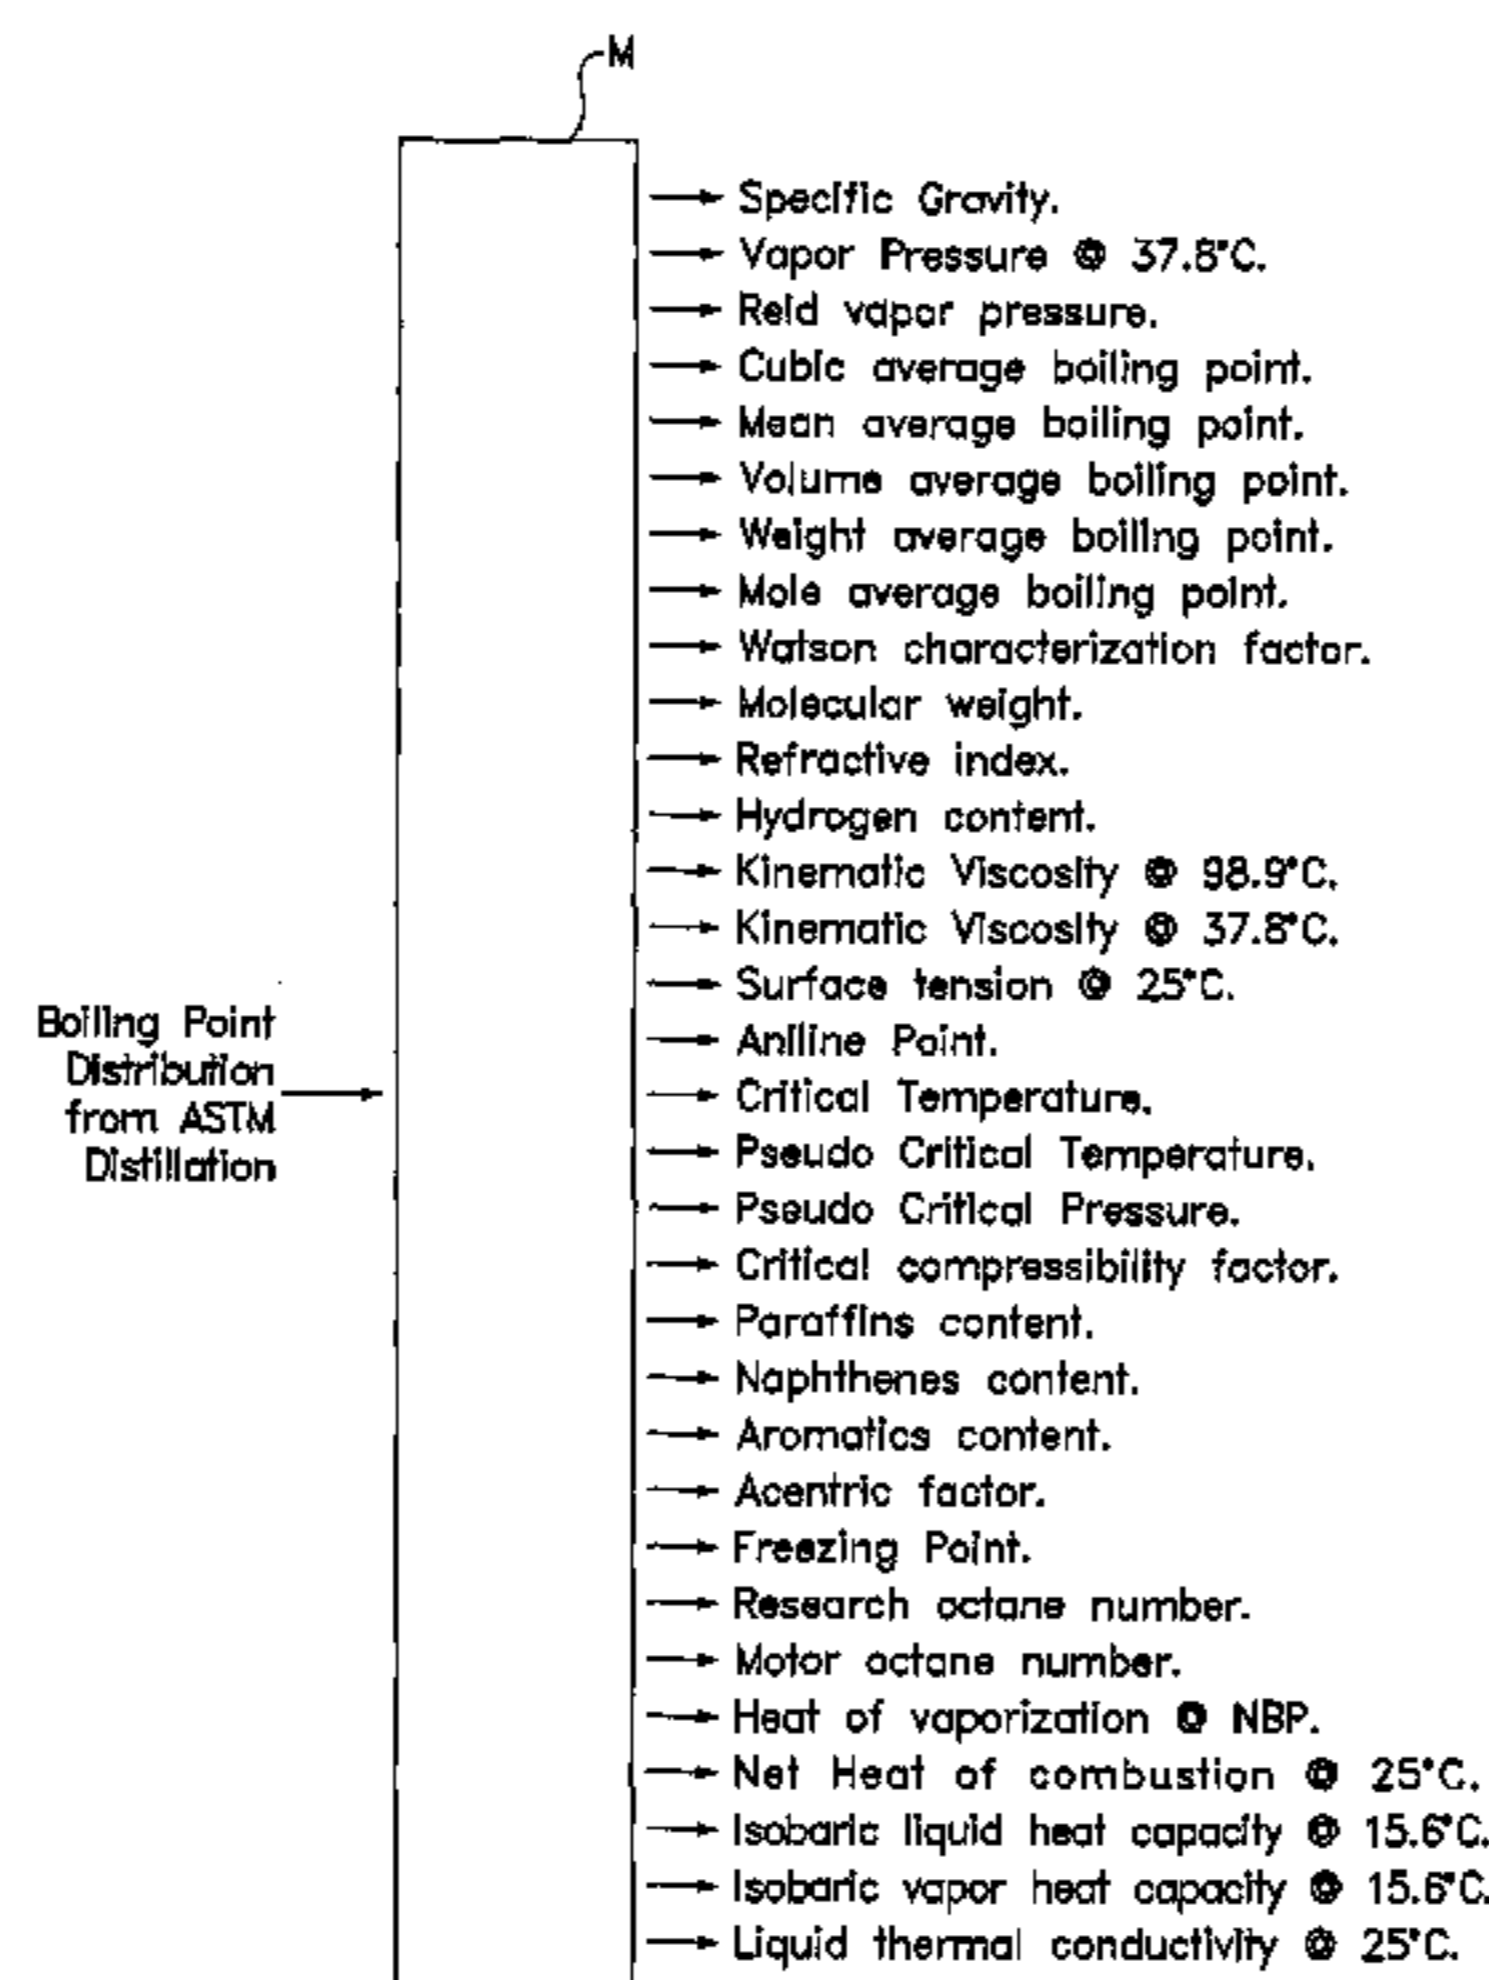 M
Specific Gravity.
Vapor Pressure @ 37.8°C.
Reid vapor pressure.
Cubic average boiling point.
Mean average boiling point.
Volume average boiling point.
Weight average boiling point.
Mole average boiling point.
Watson characterization factor.
Molecular weight.
Refractive index.
Hydrogen content.
Kinematic Viscosity @ 98.9°C.
Kinematic Viscosity @ 37.8°C.
Surface tension @ 25°C.
Boiling Point
Distribution
from ASTM
Distillation
Aniline Point.
Critical Temperature.
Pseudo Critical Temperature.
Pseudo Critical Pressure.
Critical compressibility factor.
Paraffins content.
Naphthenes content.
Aromatics content.
Acentric factor.
Freezing Point.
Research octane number.
Motor octane number.
Heat of vaporization @ NBP.
Net Heat of combustion @ 25°C.
Isobaric liquid heat capacity @ 15.6°C.
Isobaric vapor heat capacity @ 15.6°C.
Liquid thermal conductivity @ 25°C.